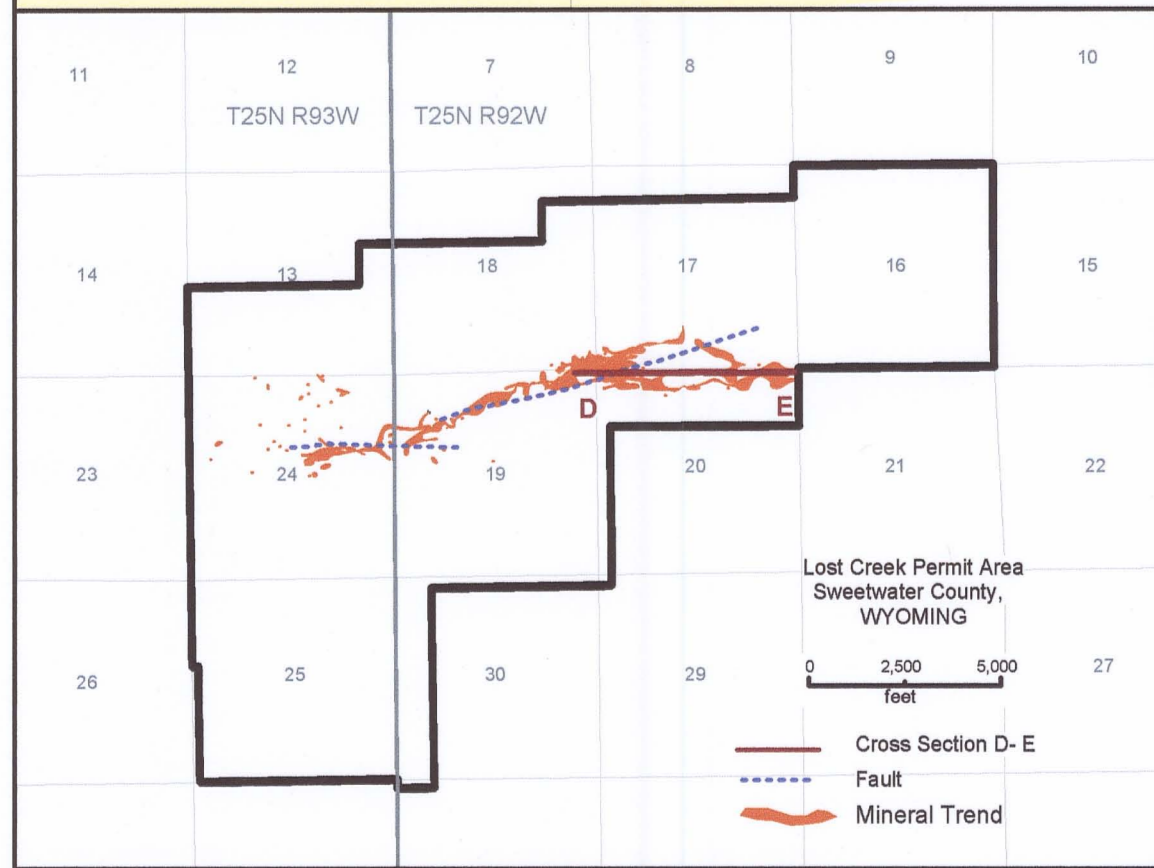 11
12
7
8
9
10
T25N R93W
T25N R92W
14
13
18
17
16
15
D
E
23
24
19
20
21
22
Lost Creek Permit Area
Sweetwater County,
WYOMING
0 2,500 5,000
feet
26
25
30
29
27
Cross Section D- E
Fault
Mineral Trend